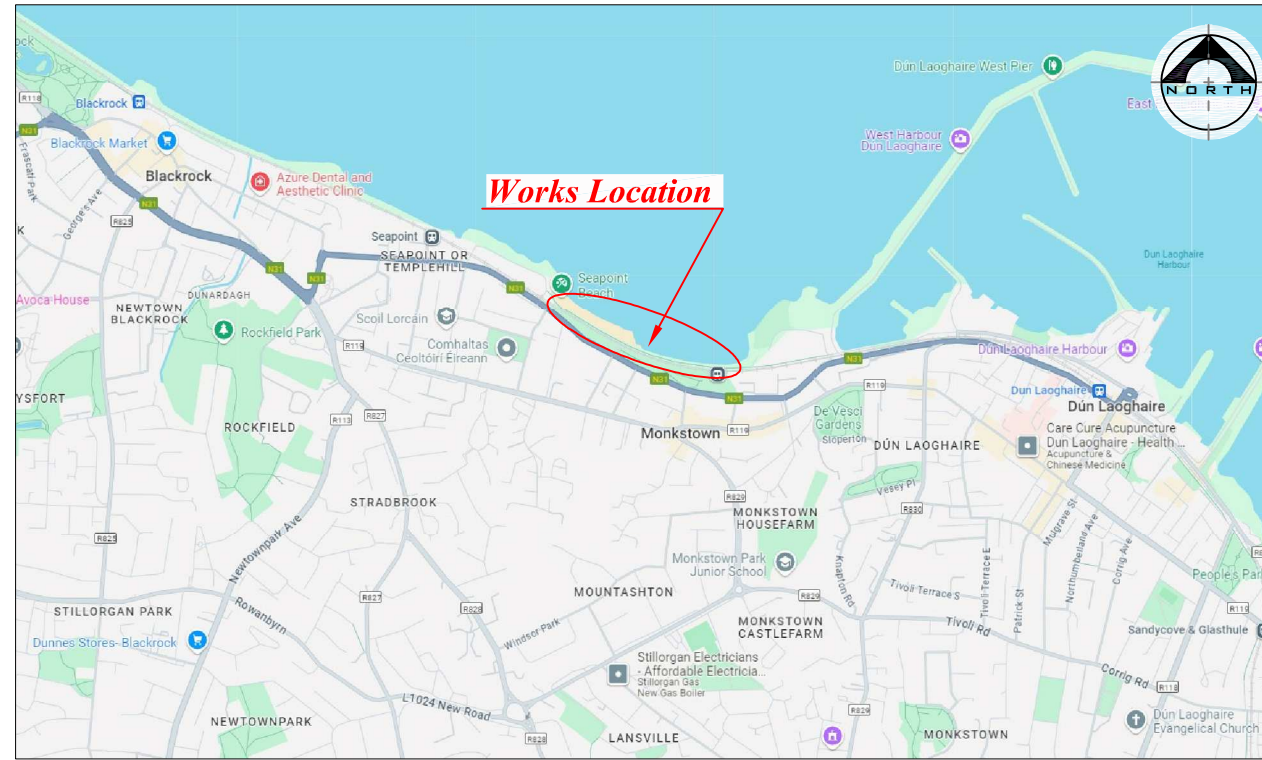 ock
Dún Laoghaire West Pier
NORTH
R118
Blackrock
East
N31
Blackrock Market
West Harbour
Dún Laoghaire
Frascati Park
Blackrock
Azure Dental and
Aesthetic Clinic
Works Location
George's Ave
N31
R825
K
Seapoint
SEAPOINT OR
TEMPLEHILL
Dun Laoghaire
Harbour
N31
N31
N31
Seapoint
Beach
Avoca House
NEWTOWN
BLACKROCK
DUNARDAGH
Rockfield Park
Scoil Lorcain
R119
Comhaltas
Ceoltóirí Éireann
Dún Laoghaire Harbour
N31
N31
N31
R119
Dun Laoghaire
Dún Laoghaire
YSFORT
ROCKFIELD
R113
R827
Monkstown
R119
De Vesci
Gardens
Sloperton
DÚN LAOGHAIRE
Care Cure Acupuncture
Dun Laoghaire - Health ...
Acupuncture &
Chinese Medicine
STRADBROOK
R829
Vesey Pl
R830
MONKSTOWN
HOUSEFARM
Mulgrave St
Northumberland Ave
Corrig Ave
R825
Newtownpark Ave
Monkstown Park
Junior School
Knapton Rd
Tivoli Terrace E
People's Par
MOUNTASHTON
Tivoli Terrace S
Patrick St
STILLORGAN PARK
Rowanbyrn
R827
R828
R829
R119
Dunnes Stores- Blackrock
Windsor Park
MONKSTOWN
CASTLEFARM
Tivoli Rd
Sandycove & Glasthule
Stillorgan Electricians
- Affordable Electricia...
Stillorgan Gas
New Gas Boiler
Corrig Rd
R118
L1024 New Road
R829
NEWTOWNPARK
R828
LANSVILLE
MONKSTOWN
Dún Laoghaire
Evangelical Church